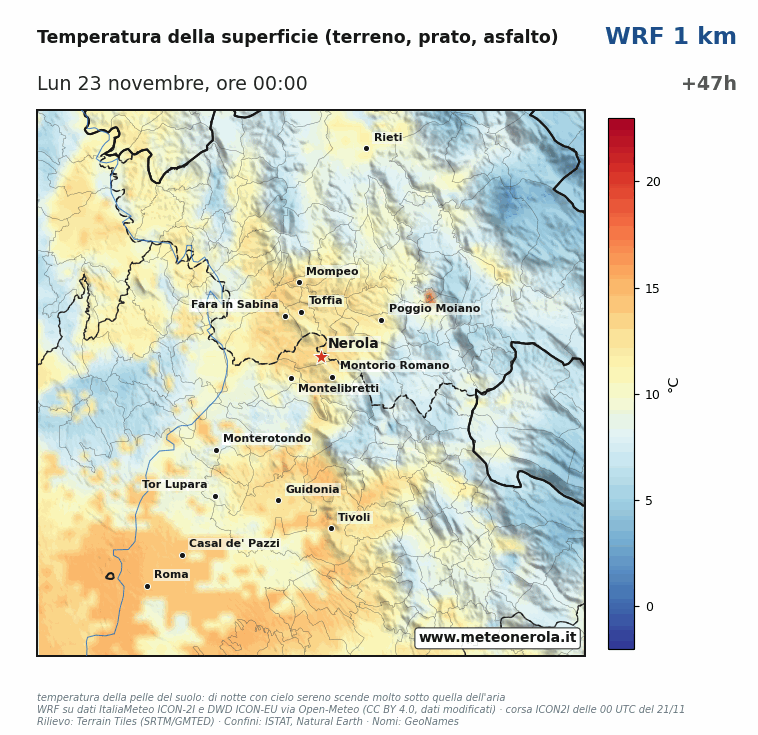 Temperatura della superficie (terreno, prato, asfalto)
WRF 1 km
Lun 23 novembre, ore 00:00
+47h
Rieti
Mompeo
Fara in Sabina
Toffia
Poggio Moiano
Nerola
Montorio Romano
Montelibretti
Monterotondo
Tor Lupara
Guidonia
Tivoli
Casal de' Pazzi
Roma
www.meteonerola.it
20
15
10
5
0
°C
temperatura della pelle del suolo: di notte con cielo sereno scende molto sotto quella dell'aria
WRF su dati ItaliaMeteo ICON-2I e DWD ICON-EU via Open-Meteo (CC BY 4.0, dati modificati) · corsa ICON2I delle 00 UTC del 21/11
Rilievo: Terrain Tiles (SRTM/GMTED) · Confini: ISTAT, Natural Earth · Nomi: GeoNames